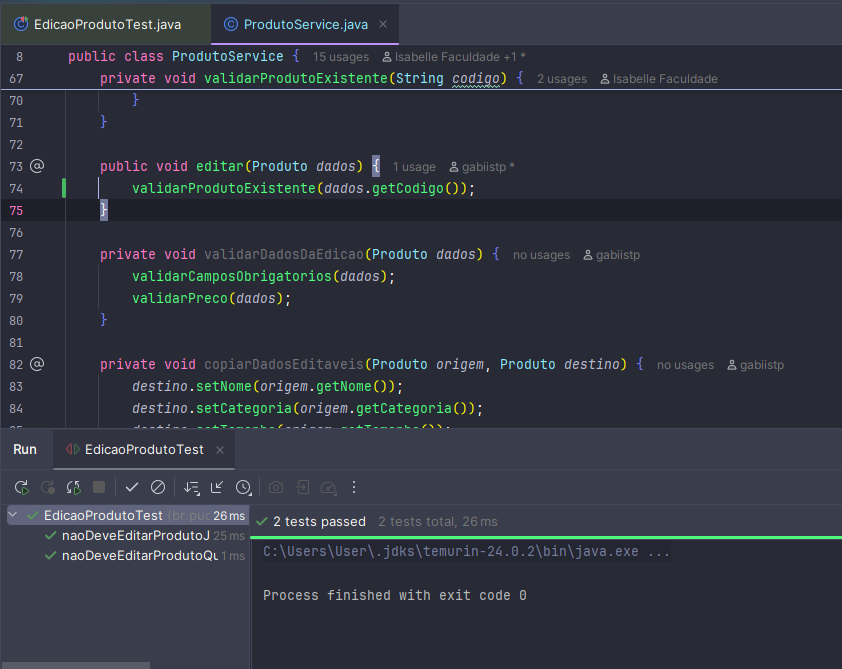 EdicaoProdutoTest.java ProdutoService.java
8 public class ProdutoService { 15 usages Isabelle Faculdade +1 *
67 private void validarProdutoExistente(String codigo) { 2 usages Isabelle Faculdade
70 }
71 }
72
73 @ public void editar(Produto dados) { 1 usage gabiistp *
74 validarProdutoExistente(dados.getCodigo());
75 }
76
77 private void validarDadosDaEdicao(Produto dados) { no usages gabiistp
78 validarCamposObrigatorios(dados);
79 validarPreco(dados);
80 }
81
82 @ private void copiarDadosEditaveis(Produto origem, Produto destino) { no usages gabiistp
83 destino.setNome(origem.getNome());
84 destino.setCategoria(origem.getCategoria());
Run EdicaoProdutoTest
EdicaoProdutoTest (br.puc 26 ms
naoDeveEditarProdutoJ 25 ms
naoDeveEditarProdutoQu 1 ms
2 tests passed 2 tests total, 26 ms
C:\Users\User\.jdks\temurin-24.0.2\bin\java.exe ...
Process finished with exit code 0